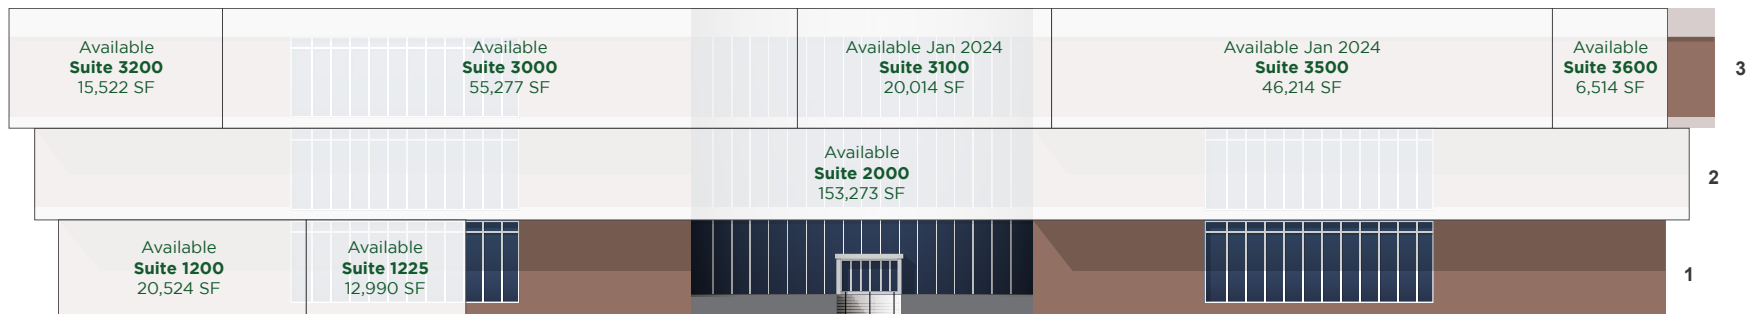 Available
Suite 3200
15,522 SF
Available
Suite 3000
55,277 SF
Available Jan 2024
Suite 3100
20,014 SF
Available Jan 2024
Suite 3500
46,214 SF
Available
Suite 3600
6,514 SF
3
Available
Suite 2000
153,273 SF
2
Available
Suite 1200
20,524 SF
Available
Suite 1225
12,990 SF
1